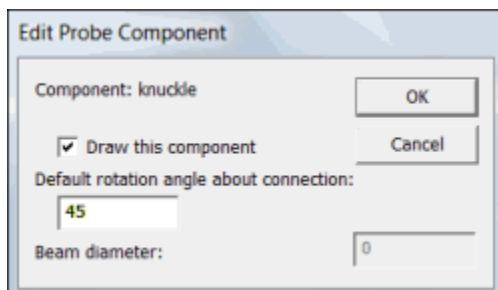 Edit Probe Component
Component: knuckle
OK
Draw this component
Cancel
Default rotation angle about connection:
45
Beam diameter:
0